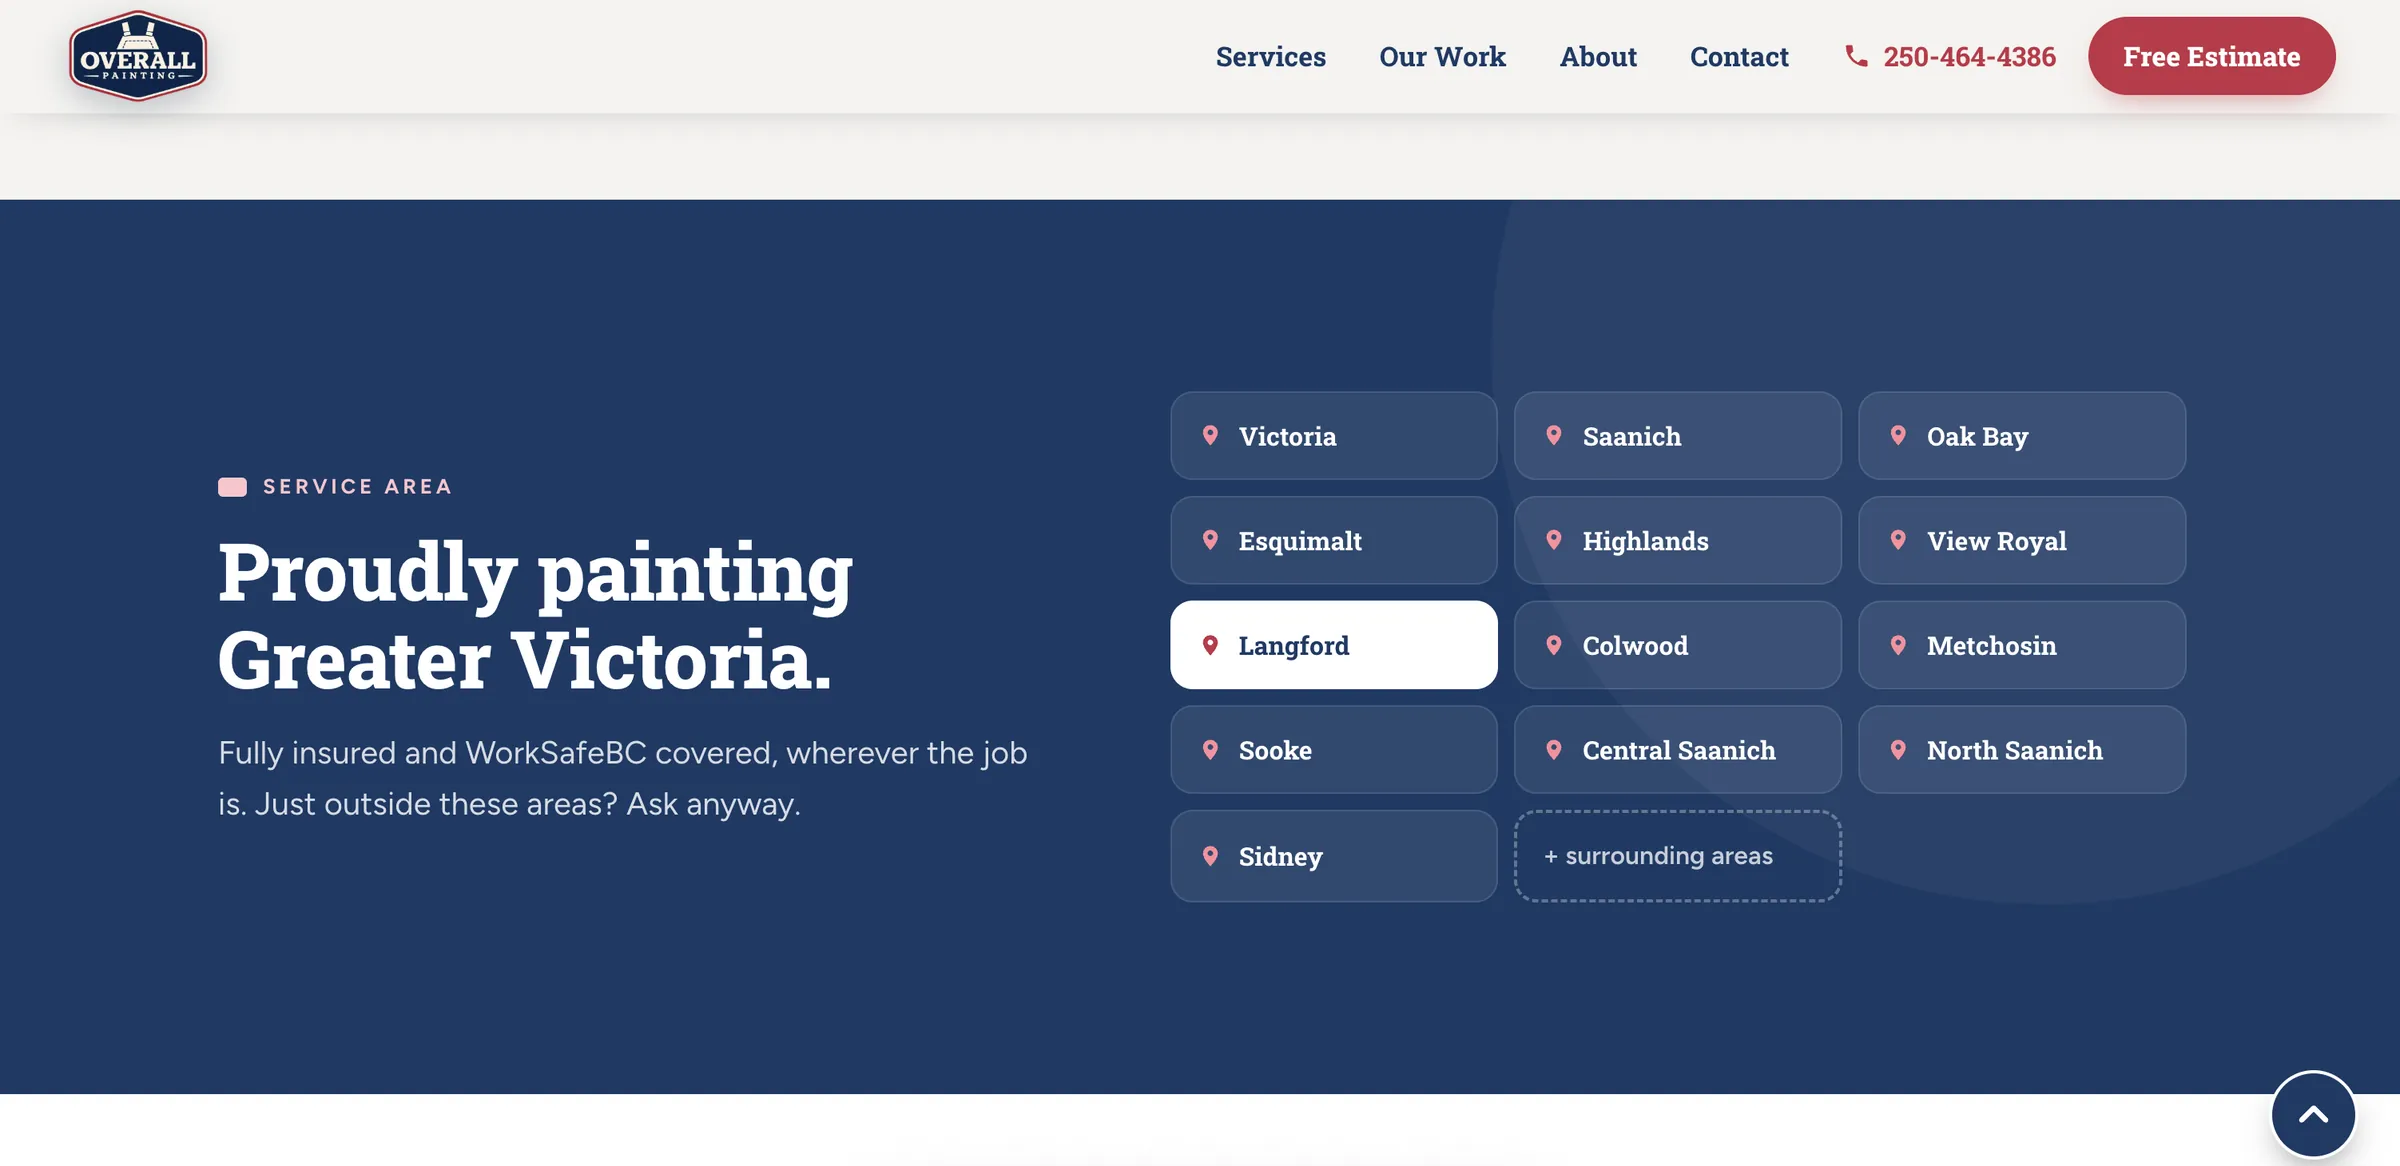 OVERALL
PAINTING
Services
Our Work
About
Contact
250-464-4386
Free Estimate
SERVICE AREA
Proudly painting
Greater Victoria.
Fully insured and WorkSafeBC covered, wherever the job
is. Just outside these areas? Ask anyway.
Victoria
Saanich
Oak Bay
Esquimalt
Highlands
View Royal
Langford
Colwood
Metchosin
Sooke
Central Saanich
North Saanich
Sidney
+ surrounding areas